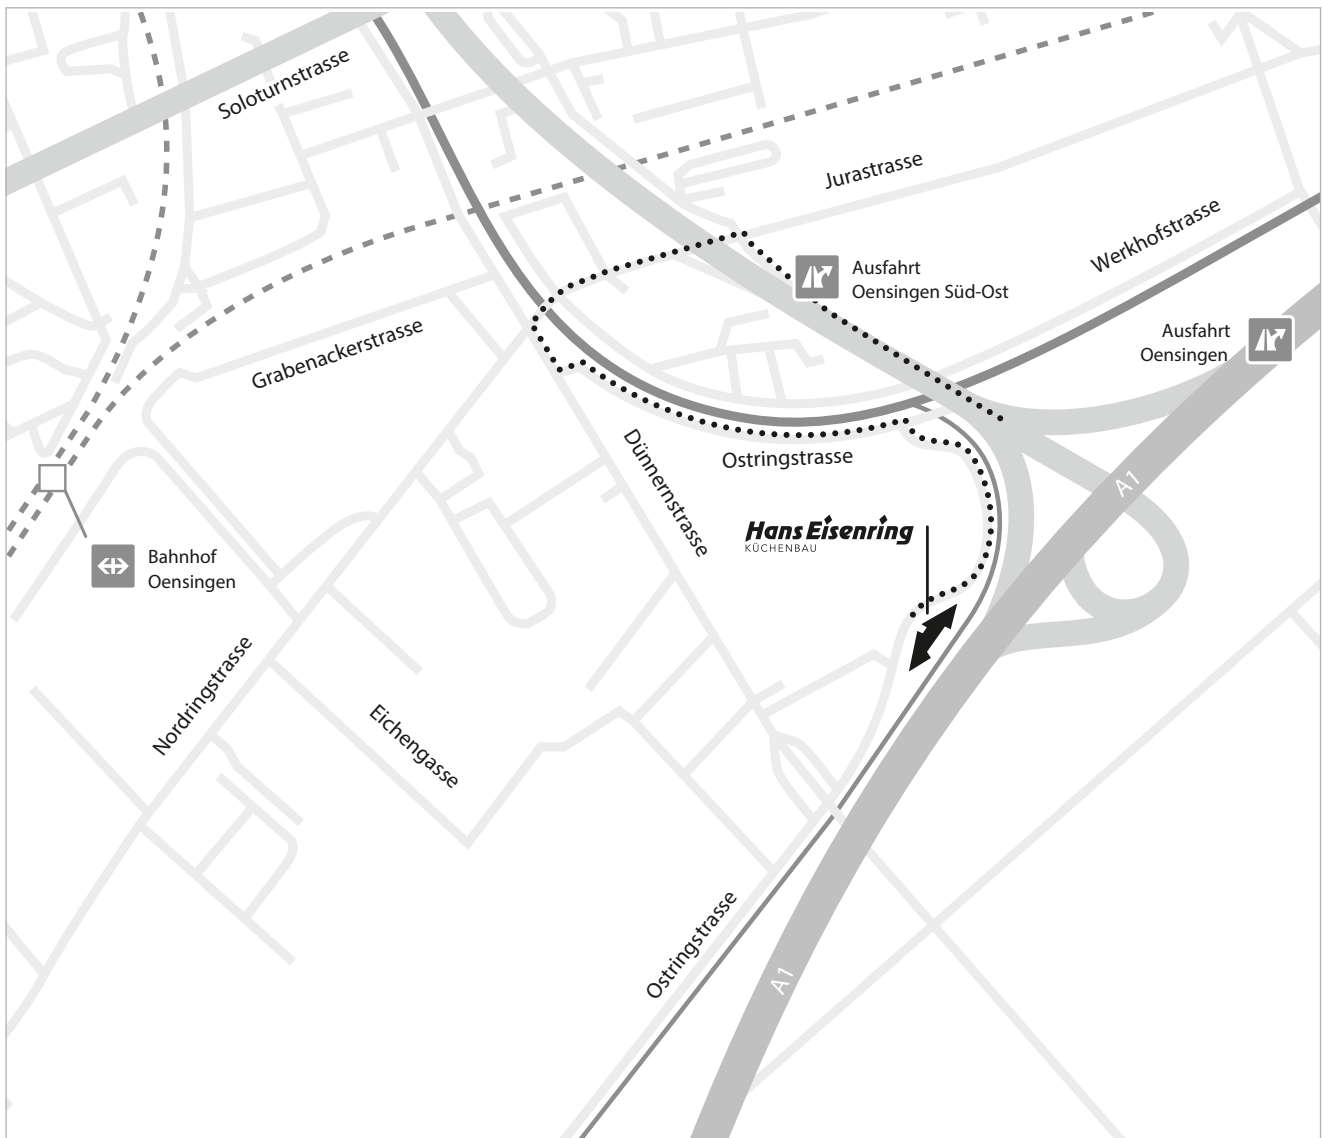 Soloturnstrasse
Jurastrasse
Werkhofstrasse
Ausfahrt
Oensingen Süd-Ost
Ausfahrt
Oensingen
Grabenackerstrasse
Dünnernstrasse
Ostringstrasse
A1
Hans Eisenring
KÜCHENBAU
Bahnhof
Oensingen
Nordringstrasse
Eichengasse
Ostringstrasse
A1